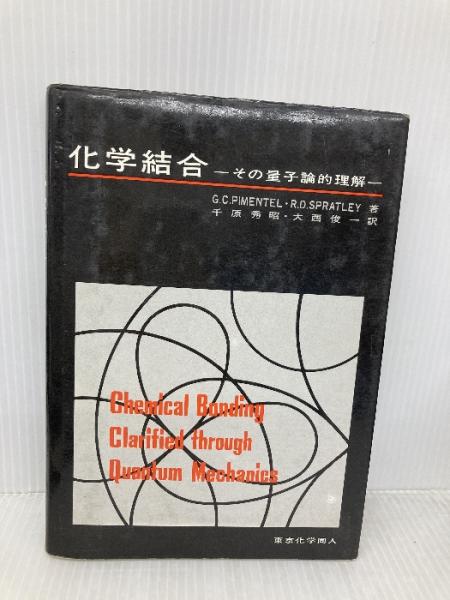 化学結合 ―その量子論的理解―
G.C.PIMENTEL・R.D.SPRATLEY 著
千原秀昭・大西俊一訳
Chemical Bonding
Clarified through
Quantum Mechanics
東京化学同人